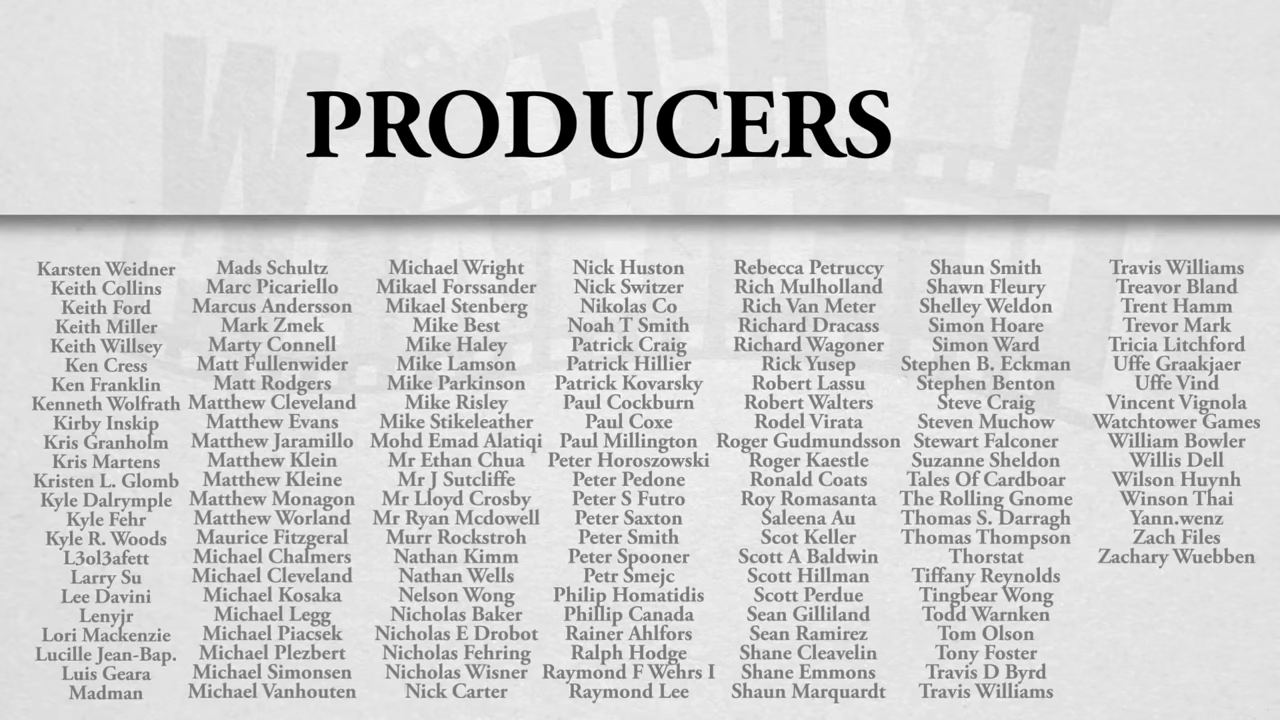 WATCH IT
PRODUCERS
Karsten Weidner
Keith Collins
Keith Ford
Keith Miller
Keith Willsey
Ken Cress
Ken Franklin
Kenneth Wolfrath
Kirby Inskip
Kris Granholm
Kris Martens
Kristen L. Glomb
Kyle Dalrymple
Kyle Fehr
Kyle R. Woods
L3ol3afett
Larry Su
Lee Davini
Lenyjr
Lori Mackenzie
Lucille Jean-Bap.
Luis Geara
Madman
Mads Schultz
Marc Picariello
Marcus Andersson
Mark Zmek
Marty Connell
Matt Fullenwider
Matt Rodgers
Matthew Cleveland
Matthew Evans
Matthew Jaramillo
Matthew Klein
Matthew Kleine
Matthew Monagon
Matthew Worland
Maurice Fitzgeral
Michael Chalmers
Michael Cleveland
Michael Kosaka
Michael Legg
Michael Piacsek
Michael Plezbert
Michael Simonsen
Michael Vanhouten
Michael Wright
Mikael Forssander
Mikael Stenberg
Mike Best
Mike Haley
Mike Lamson
Mike Parkinson
Mike Risley
Mike Stikeleather
Mohd Emad Alatiqi
Mr Ethan Chua
Mr J Sutcliffe
Mr Lloyd Crosby
Mr Ryan Mcdowell
Murr Rockstroh
Nathan Kimm
Nathan Wells
Nelson Wong
Nicholas Baker
Nicholas E Drobot
Nicholas Fehring
Nicholas Wisner
Nick Carter
Nick Huston
Nick Switzer
Nikolas Co
Noah T Smith
Patrick Craig
Patrick Hillier
Patrick Kovarsky
Paul Cockburn
Paul Coxe
Paul Millington
Peter Horoszowski
Peter Pedone
Peter S Futro
Peter Saxton
Peter Smith
Peter Spooner
Petr Smejc
Philip Homatidis
Phillip Canada
Rainer Ahlfors
Ralph Hodge
Raymond F Wehrs I
Raymond Lee
Rebecca Petruccy
Rich Mulholland
Rich Van Meter
Richard Dracass
Richard Wagoner
Rick Yusep
Robert Lassu
Robert Walters
Rodel Virata
Roger Gudmundsson
Roger Kaestle
Ronald Coats
Roy Romasanta
Saleena Au
Scot Keller
Scott A Baldwin
Scott Hillman
Scott Perdue
Sean Gilliland
Sean Ramirez
Shane Cleavelin
Shane Emmons
Shaun Marquardt
Shaun Smith
Shawn Fleury
Shelley Weldon
Simon Hoare
Simon Ward
Stephen B. Eckman
Stephen Benton
Steve Craig
Steven Muchow
Stewart Falconer
Suzanne Sheldon
Tales Of Cardboar
The Rolling Gnome
Thomas S. Darragh
Thomas Thompson
Thorstat
Tiffany Reynolds
Tingbear Wong
Todd Warnken
Tom Olson
Tony Foster
Travis D Byrd
Travis Williams
Travis Williams
Treavor Bland
Trent Hamm
Trevor Mark
Tricia Litchford
Uffe Graakjaer
Uffe Vind
Vincent Vignola
Watchtower Games
William Bowler
Willis Dell
Wilson Huynh
Winson Thai
Yann.wenz
Zach Files
Zachary Wuebben